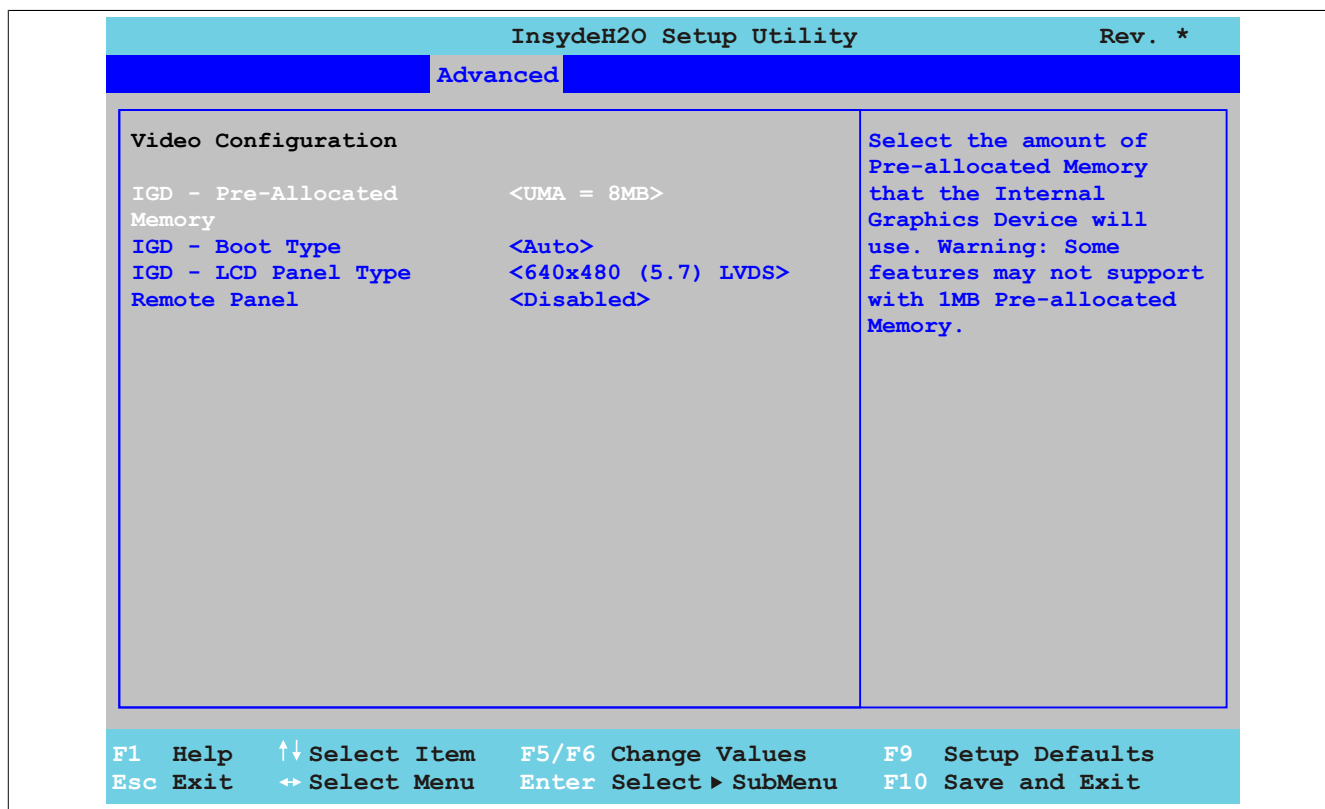 InsydeH2O Setup Utility Rev. *
Advanced
Video Configuration
IGD - Pre-Allocated Memory <UMA = 8MB>
IGD - Boot Type <Auto>
IGD - LCD Panel Type <640x480 (5.7) LVDS>
Remote Panel <Disabled>
Select the amount of
Pre-allocated Memory
that the Internal
Graphics Device will
use. Warning: Some
features may not support
with 1MB Pre-allocated
Memory.
F1 Help ↑↓ Select Item F5/F6 Change Values F9 Setup Defaults
Esc Exit ↔ Select Menu Enter Select ▶ SubMenu F10 Save and Exit